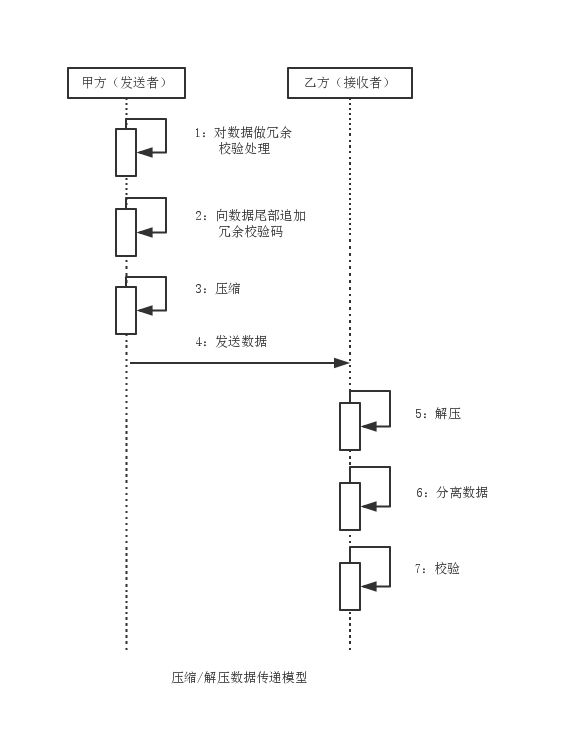 甲方（发送者）
乙方（接收者）
1：对数据做冗余
校验处理
2：向数据尾部追加
冗余校验码
3：压缩
4：发送数据
5：解压
6：分离数据
7：校验
压缩/解压数据传递模型